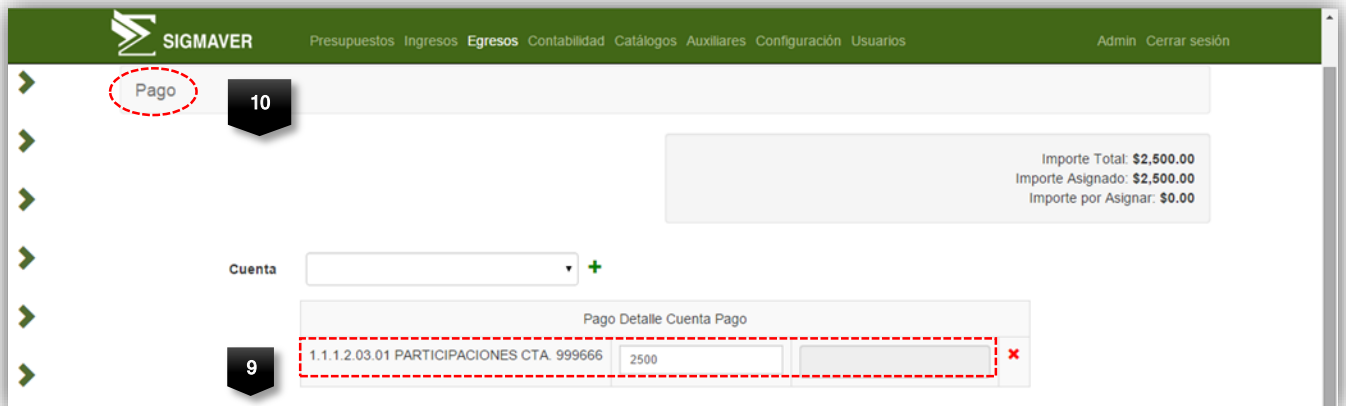 SIGMAVER Presupuestos Ingresos Egresos Contabilidad Catálogos Auxiliares Configuración Usuarios Admin Cerrar sesión
Pago
10
Importe Total: $2,500.00
Importe Asignado: $2,500.00
Importe por Asignar: $0.00
Cuenta
Pago Detalle Cuenta Pago
1.1.1.2.03.01 PARTICIPACIONES CTA. 999666 2500
9